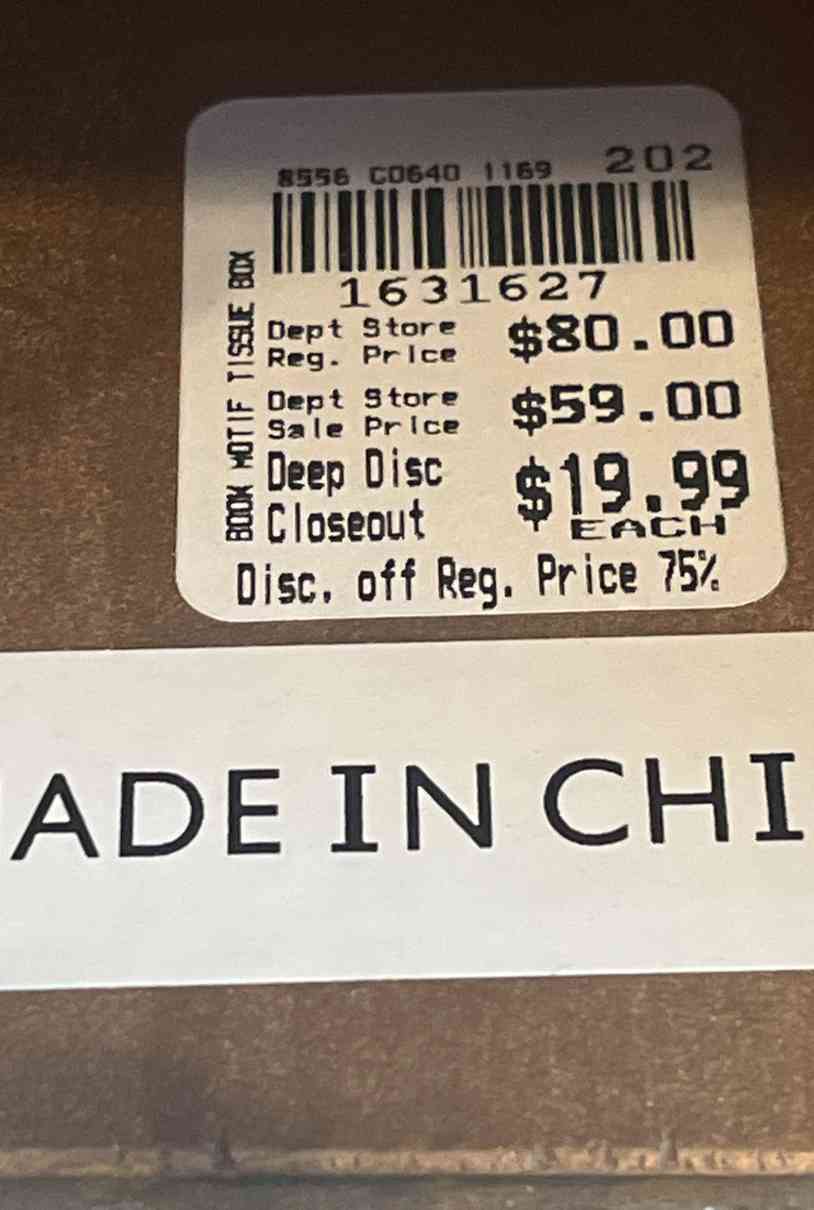 8556 C0640 1169 202
1631627
BOOK MOTIF TISSUE BOX
Dept Store
Reg. Price $80.00
Dept Store
Sale Price $59.00
Deep Disc
Closeout $19.99
EACH
Disc. off Reg. Price 75%
ADE IN CHI